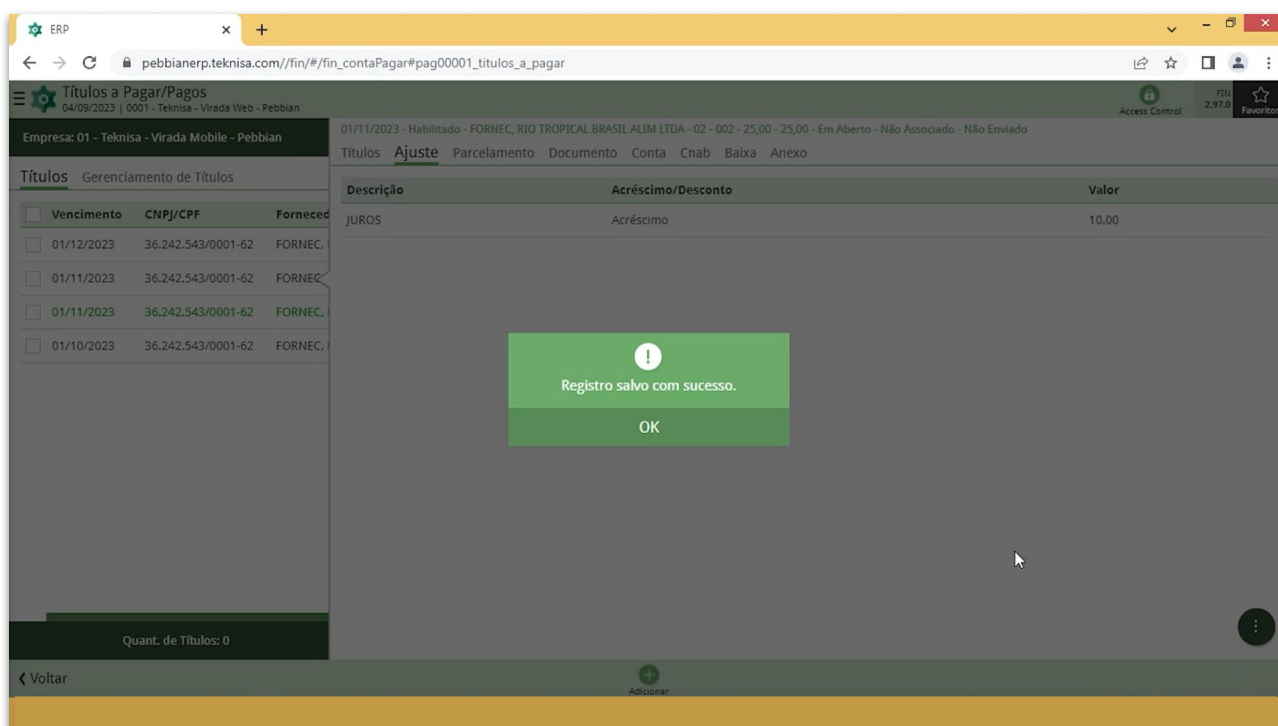 ERP
pebbianerp.teknisa.com//fin/#/fin_contaPagar#pag00001_titulos_a_pagar
Títulos a Pagar/Pagos
04/09/2023 | 0001 - Teknisa - Virada Web - Pebbian
Access Control
FIN
2.97.0
Favoritos
Empresa: 01 - Teknisa - Virada Mobile - Pebbian
Títulos Gerenciamento de Títulos
Vencimento CNPJ/CPF Forneced
01/12/2023 36.242.543/0001-62 FORNEC,
01/11/2023 36.242.543/0001-62 FORNEC
01/11/2023 36.242.543/0001-62 FORNEC,
01/10/2023 36.242.543/0001-62 FORNEC,
Quant. de Títulos: 0
01/11/2023 - Habilitado - FORNEC, RIO TROPICAL BRASIL ALIM LTDA - 02 - 002 - 25,00 - 25,00 - Em Aberto - Não Associado - Não Enviado
Títulos Ajuste Parcelamento Documento Conta Cnab Baixa Anexo
Descrição Acréscimo/Desconto Valor
JUROS Acréscimo 10,00
Registro salvo com sucesso.
OK
Voltar
Adicionar